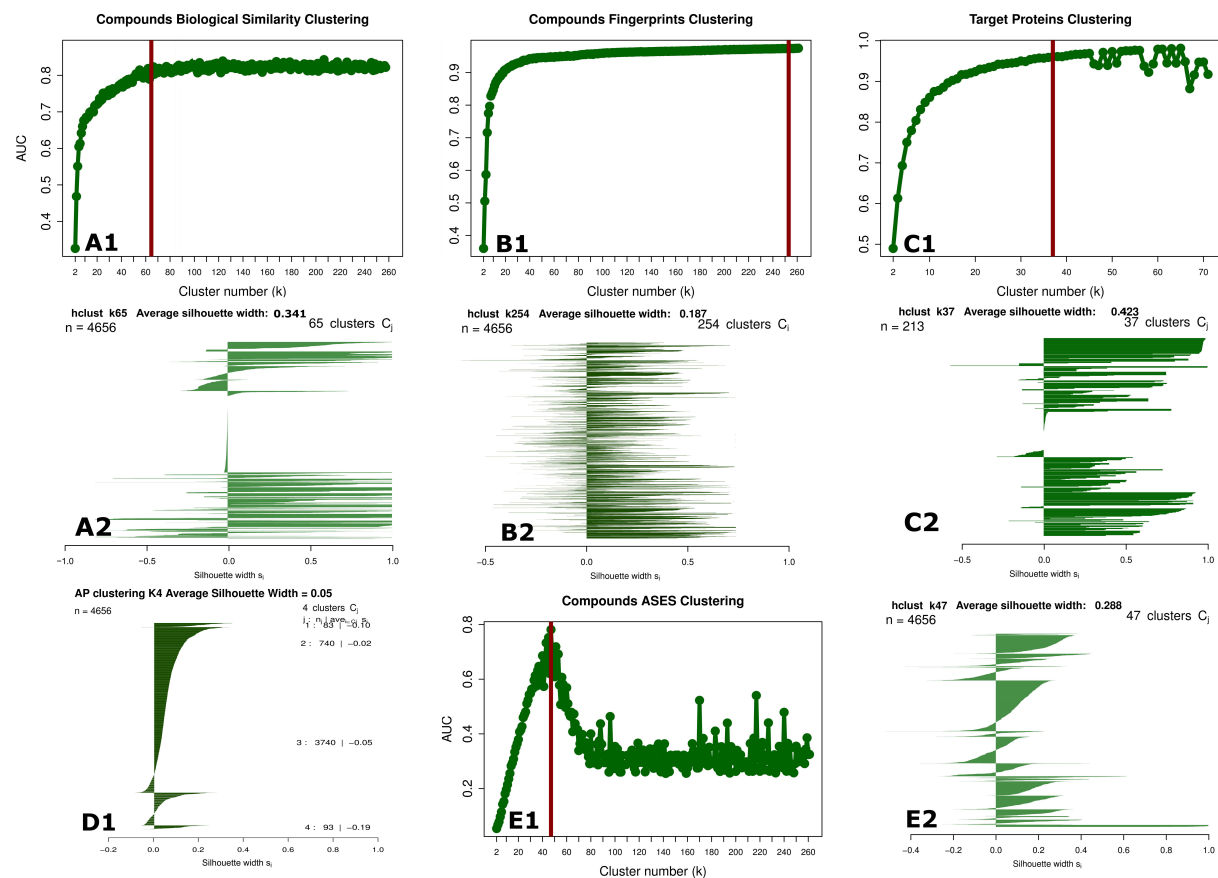 Compounds Biological Similarity Clustering
AUC
0.4 0.5 0.6 0.7 0.8
A1
2 20 40 60 80 100 120 140 160 180 200 220 240 260
Cluster number (k)
Compounds Fingerprints Clustering
0.4 0.5 0.6 0.7 0.8 0.9
B1
2 20 40 60 80 100 120 140 160 180 200 220 240 260
Cluster number (k)
Target Proteins Clustering
0.5 0.6 0.7 0.8 0.9 1.0
C1
2 10 20 30 40 50 60 70
Cluster number (k)
hclust k65 Average silhouette width: 0.341
n = 4656 65 clusters Cj
A2
−1.0 −0.5 0.0 0.5 1.0
Silhouette width si
hclust k254 Average silhouette width: 0.187
n = 4656 254 clusters Ci
B2
−0.5 0.0 0.5 1.0
Silhouette width si
hclust k37 Average silhouette width: 0.423
n = 213 37 clusters Cj
C2
−0.5 0.0 0.5 1.0
Silhouette width si
AP clustering K4 Average Silhouette Width = 0.05
n = 4656 4 clusters Cj
1 : 83 | −0.10
2 : 740 | −0.02
3 : 3740 | −0.05
4 : 93 | −0.19
D1
−0.2 0.0 0.2 0.4 0.6 0.8 1.0
Silhouette width si
Compounds ASES Clustering
AUC
0.2 0.4 0.6 0.8
E1
2 20 40 60 80 100 120 140 160 180 200 220 240 260
Cluster number (k)
hclust k47 Average silhouette width: 0.288
n = 4656 47 clusters Cj
E2
−0.4 −0.2 0.0 0.2 0.4 0.6 0.8 1.0
Silhouette width si